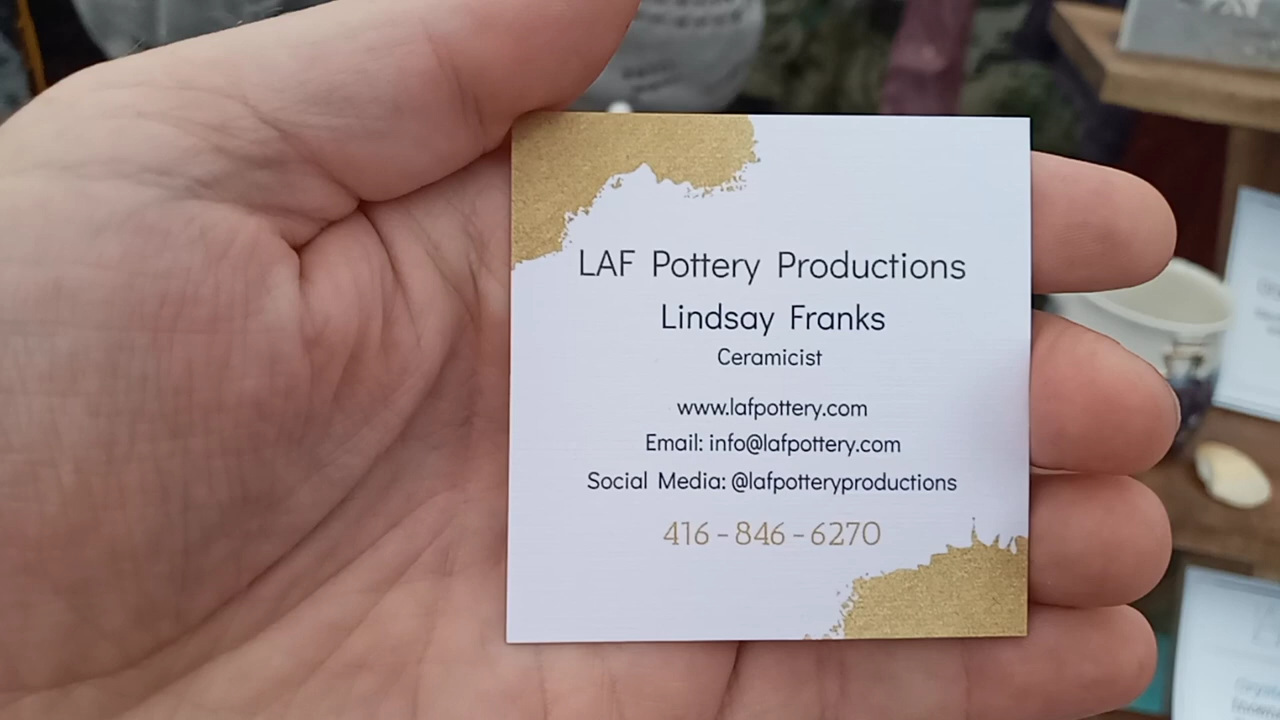 LAF Pottery Productions
Lindsay Franks
Ceramicist
www.lafpottery.com
Email: info@lafpottery.com
Social Media: @lafpotteryproductions
416-846-6270